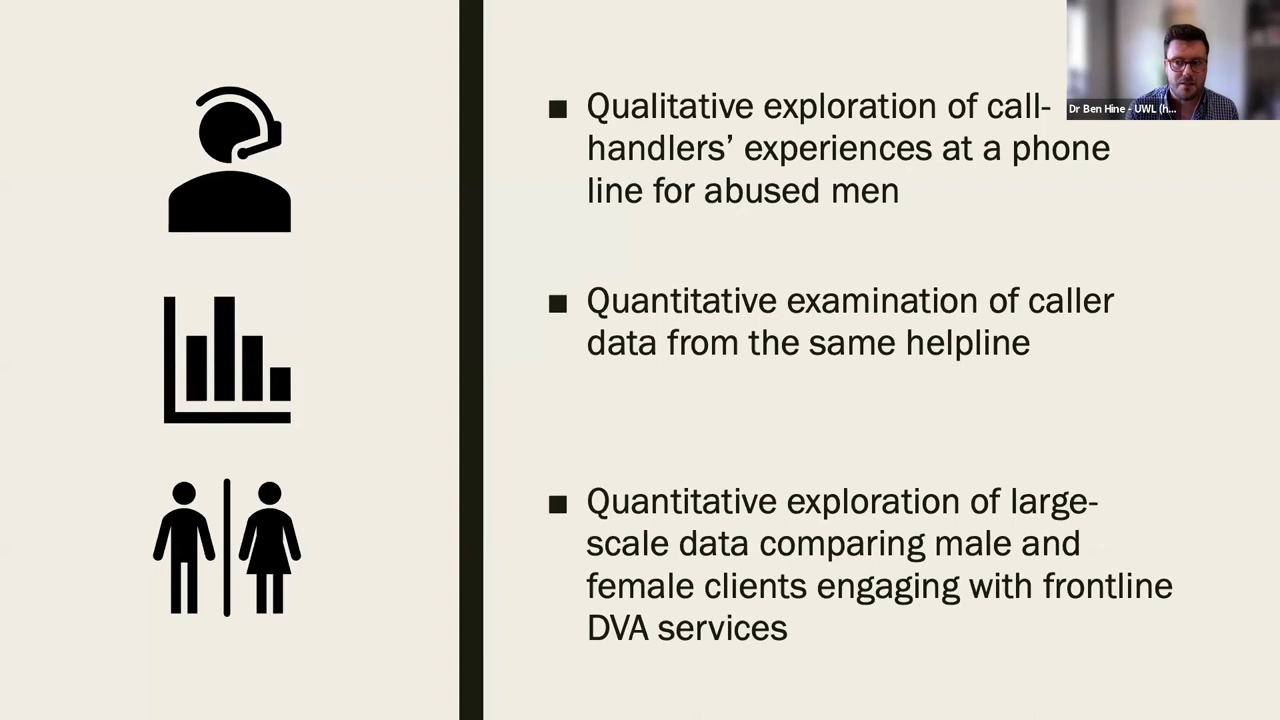 ■ Qualitative exploration of call-
handlers’ experiences at a phone
line for abused men
■ Quantitative examination of caller
data from the same helpline
■ Quantitative exploration of large-
scale data comparing male and
female clients engaging with frontline
DVA services
Dr Ben Hine - UWL (h...